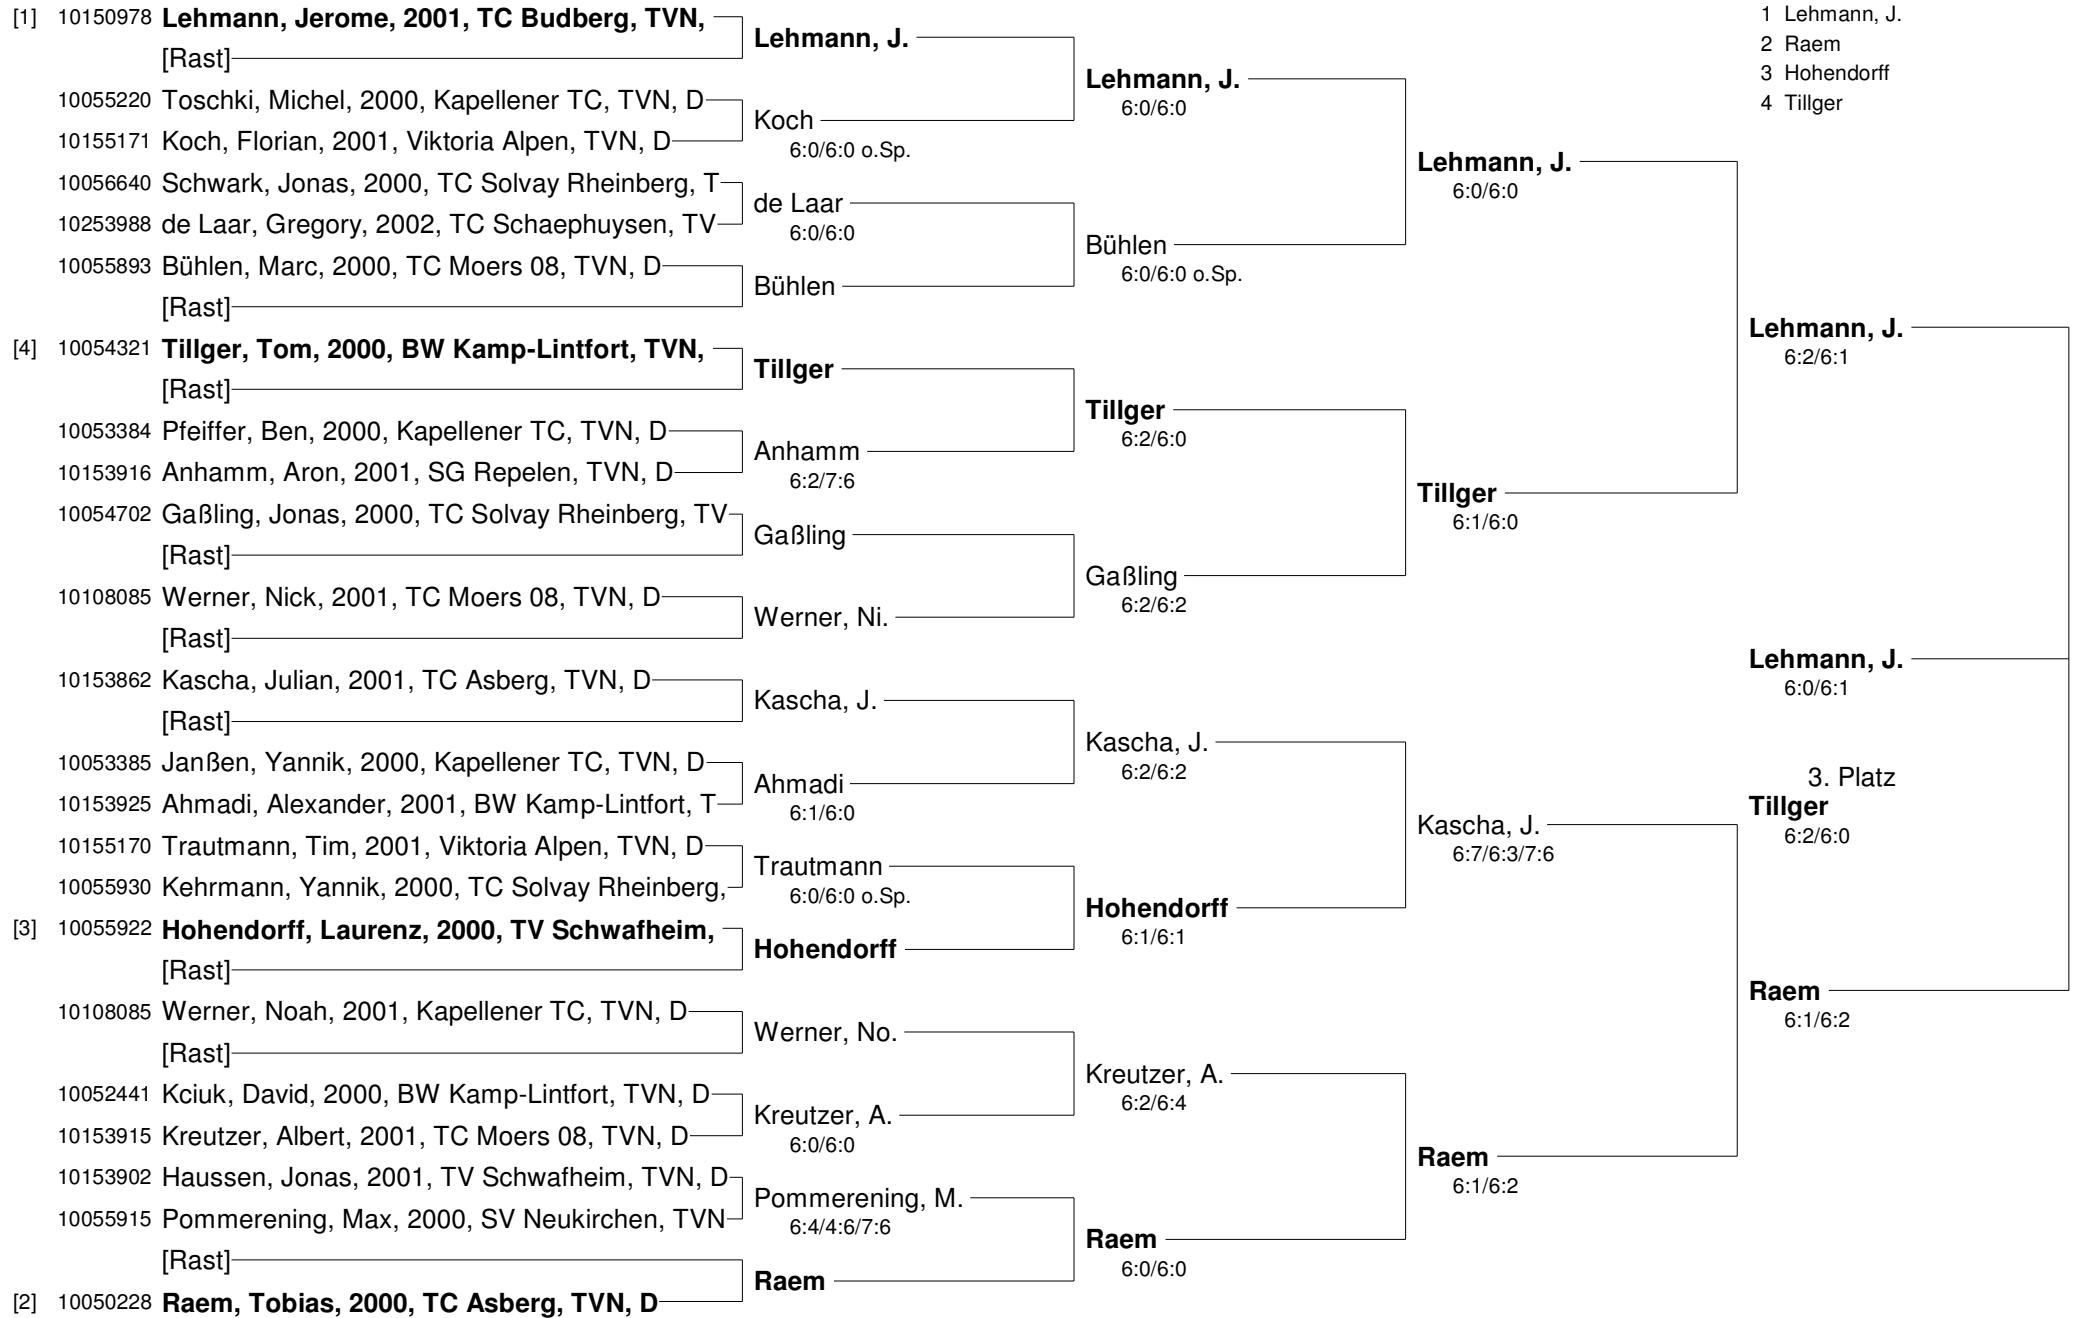 [1] 10150978 Lehmann, Jerome, 2001, TC Budberg, TVN,
[Rast]
10055220 Toschki, Michel, 2000, Kapellener TC, TVN, D
10155171 Koch, Florian, 2001, Viktoria Alpen, TVN, D
10056640 Schwark, Jonas, 2000, TC Solvay Rheinberg, T
10253988 de Laar, Gregory, 2002, TC Schaephuysen, TV
10055893 Bühlen, Marc, 2000, TC Moers 08, TVN, D
[Rast]
[4] 10054321 Tillger, Tom, 2000, BW Kamp-Lintfort, TVN,
[Rast]
10053384 Pfeiffer, Ben, 2000, Kapellener TC, TVN, D
10153916 Anhamm, Aron, 2001, SG Repelen, TVN, D
10054702 Gaßling, Jonas, 2000, TC Solvay Rheinberg, TV
[Rast]
10108085 Werner, Nick, 2001, TC Moers 08, TVN, D
[Rast]
10153862 Kascha, Julian, 2001, TC Asberg, TVN, D
[Rast]
10053385 Janßen, Yannik, 2000, Kapellener TC, TVN, D
10153925 Ahmadi, Alexander, 2001, BW Kamp-Lintfort, T
10155170 Trautmann, Tim, 2001, Viktoria Alpen, TVN, D
10055930 Kehrmann, Yannik, 2000, TC Solvay Rheinberg,
[3] 10055922 Hohendorff, Laurenz, 2000, TV Schwafheim,
[Rast]
10108085 Werner, Noah, 2001, Kapellener TC, TVN, D
[Rast]
10052441 Kciuk, David, 2000, BW Kamp-Lintfort, TVN, D
10153915 Kreutzer, Albert, 2001, TC Moers 08, TVN, D
10153902 Haussen, Jonas, 2001, TV Schwafheim, TVN, D
10055915 Pommerening, Max, 2000, SV Neukirchen, TVN
[Rast]
[2] 10050228 Raem, Tobias, 2000, TC Asberg, TVN, D
Lehmann, J.
Koch
6:0/6:0 o.Sp.
de Laar
6:0/6:0
Bühlen
Tillger
Anhamm
6:2/7:6
Gaßling
Werner, Ni.
Kascha, J.
Ahmadi
6:1/6:0
Trautmann
6:0/6:0 o.Sp.
Hohendorff
Werner, No.
Kreutzer, A.
6:0/6:0
Pommerening, M.
6:4/4:6/7:6
Raem
Lehmann, J.
6:0/6:0
Bühlen
6:0/6:0 o.Sp.
Tillger
6:2/6:0
Gaßling
6:2/6:2
Kascha, J.
6:2/6:2
Hohendorff
6:1/6:1
Kreutzer, A.
6:2/6:4
Raem
6:0/6:0
Lehmann, J.
6:0/6:0
Tillger
6:1/6:0
Kascha, J.
6:7/6:3/7:6
Raem
6:1/6:2
1 Lehmann, J.
2 Raem
3 Hohendorff
4 Tillger
Lehmann, J.
6:2/6:1
Lehmann, J.
6:0/6:1
3. Platz
Tillger
6:2/6:0
Raem
6:1/6:2